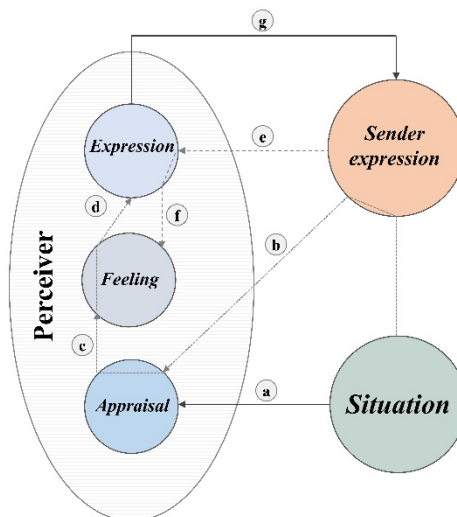 g
Expression
Sender
expression
e
d
f
b
Perceiver
Feeling
c
Appraisal
a
Situation